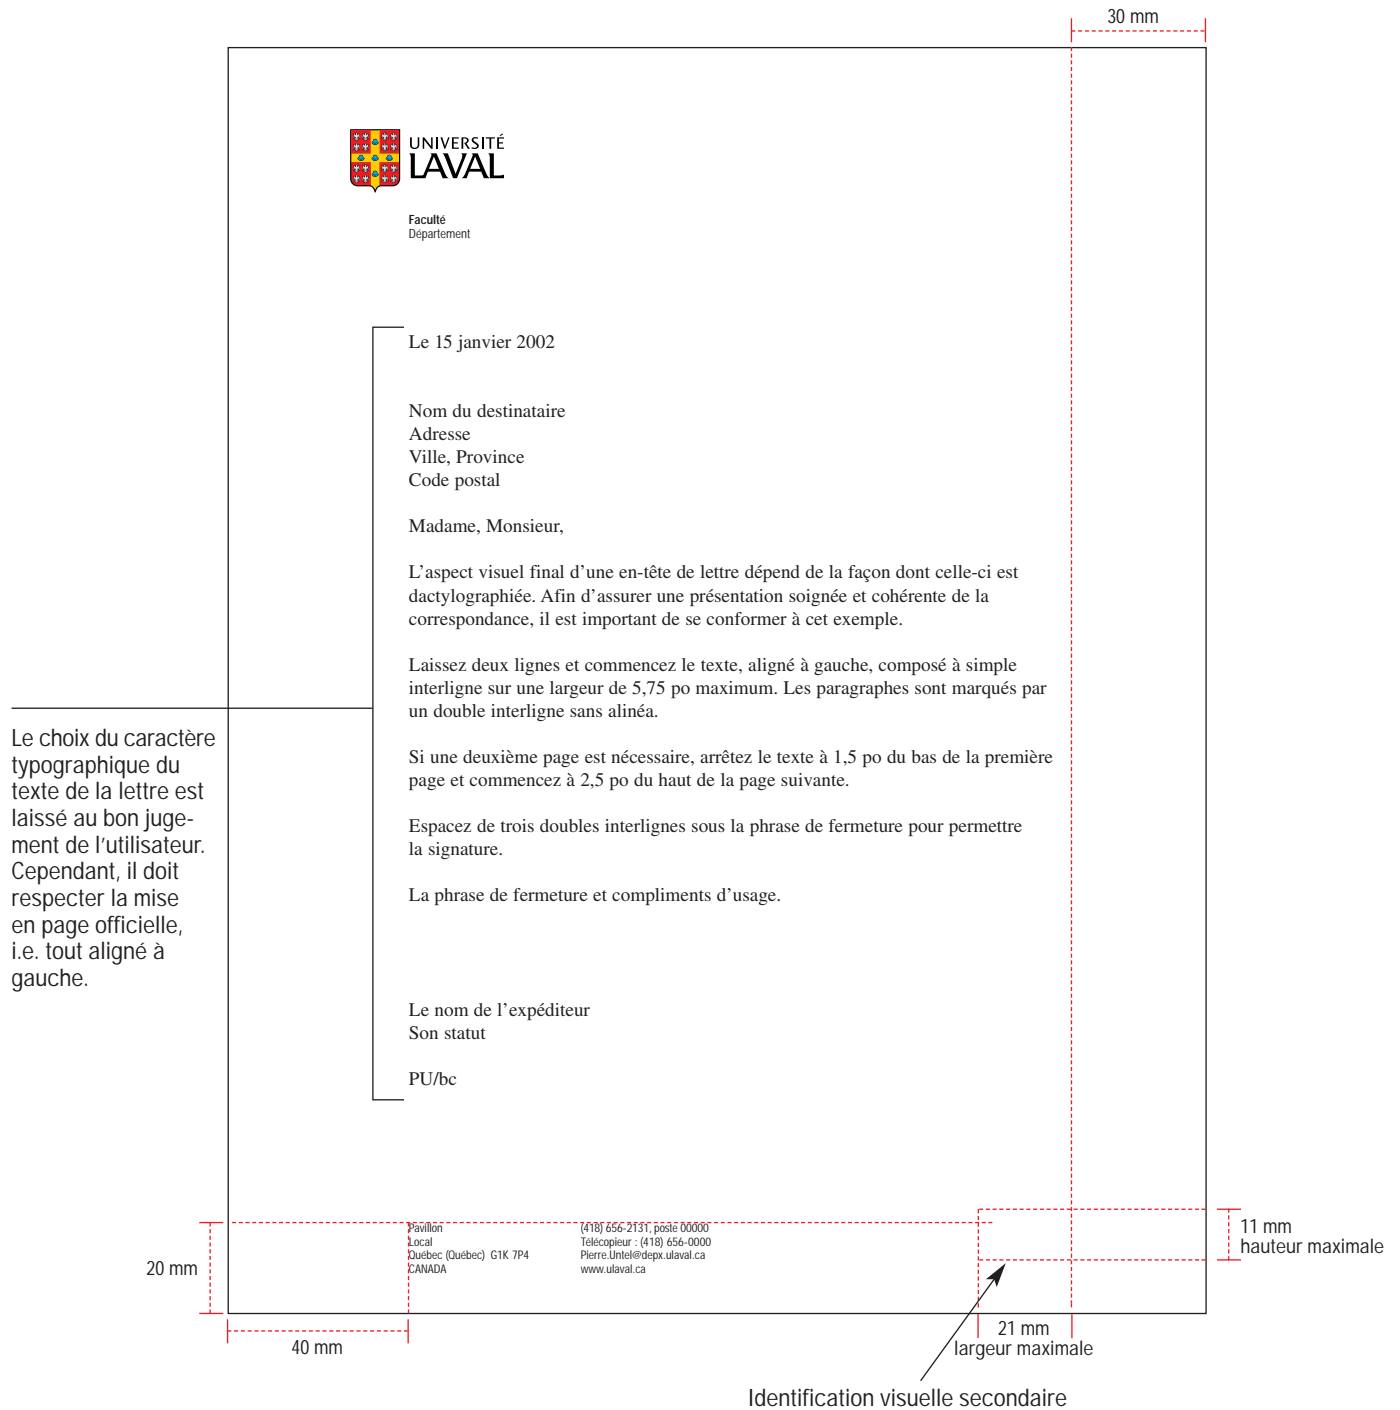 30 mm
UNIVERSITÉ
LAVAL
Faculté
Département
Le 15 janvier 2002
Nom du destinataire
Adresse
Ville, Province
Code postal
Madame, Monsieur,
L’aspect visuel final d’une en-tête de lettre dépend de la façon dont celle-ci est
dactylographiée. Afin d’assurer une présentation soignée et cohérente de la
correspondance, il est important de se conformer à cet exemple.
Laissez deux lignes et commencez le texte, aligné à gauche, composé à simple
interligne sur une largeur de 5,75 po maximum. Les paragraphes sont marqués par
un double interligne sans alinéa.
Si une deuxième page est nécessaire, arrêtez le texte à 1,5 po du bas de la première
page et commencez à 2,5 po du haut de la page suivante.
Espacez de trois doubles interlignes sous la phrase de fermeture pour permettre
la signature.
La phrase de fermeture et compliments d’usage.
Le nom de l’expéditeur
Son statut
PU/bc
Le choix du caractère
typographique du
texte de la lettre est
laissé au bon juge-
ment de l’utilisateur.
Cependant, il doit
respecter la mise
en page officielle,
i.e. tout aligné à
gauche.
Pavillon
Local
Québec (Québec) G1K 7P4
CANADA
(418) 656-2131, poste 00000
Télécopieur : (418) 656-0000
Pierre.Untel@depx.ulaval.ca
www.ulaval.ca
11 mm
hauteur maximale
20 mm
40 mm
21 mm
largeur maximale
Identification visuelle secondaire